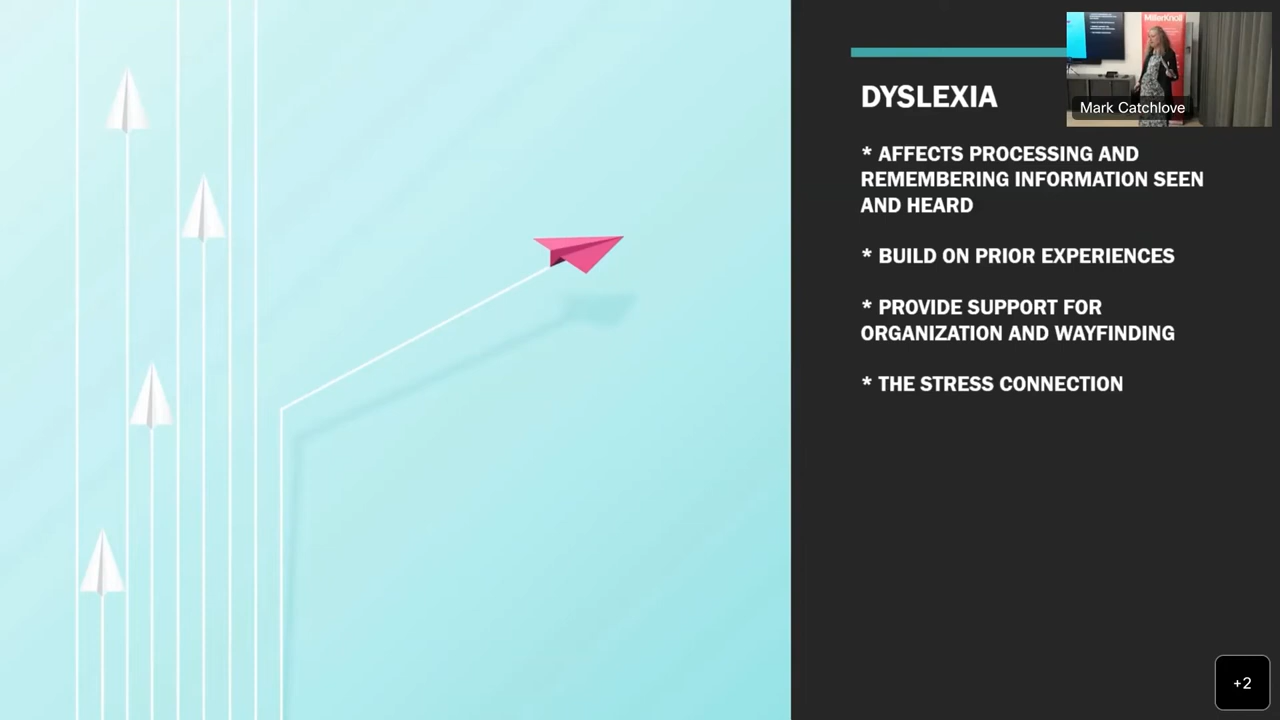 DYSLEXIA
* AFFECTS PROCESSING AND
REMEMBERING INFORMATION SEEN
AND HEARD
* BUILD ON PRIOR EXPERIENCES
* PROVIDE SUPPORT FOR
ORGANIZATION AND WAYFINDING
* THE STRESS CONNECTION
MillerKnoll
Mark Catchlove
+2